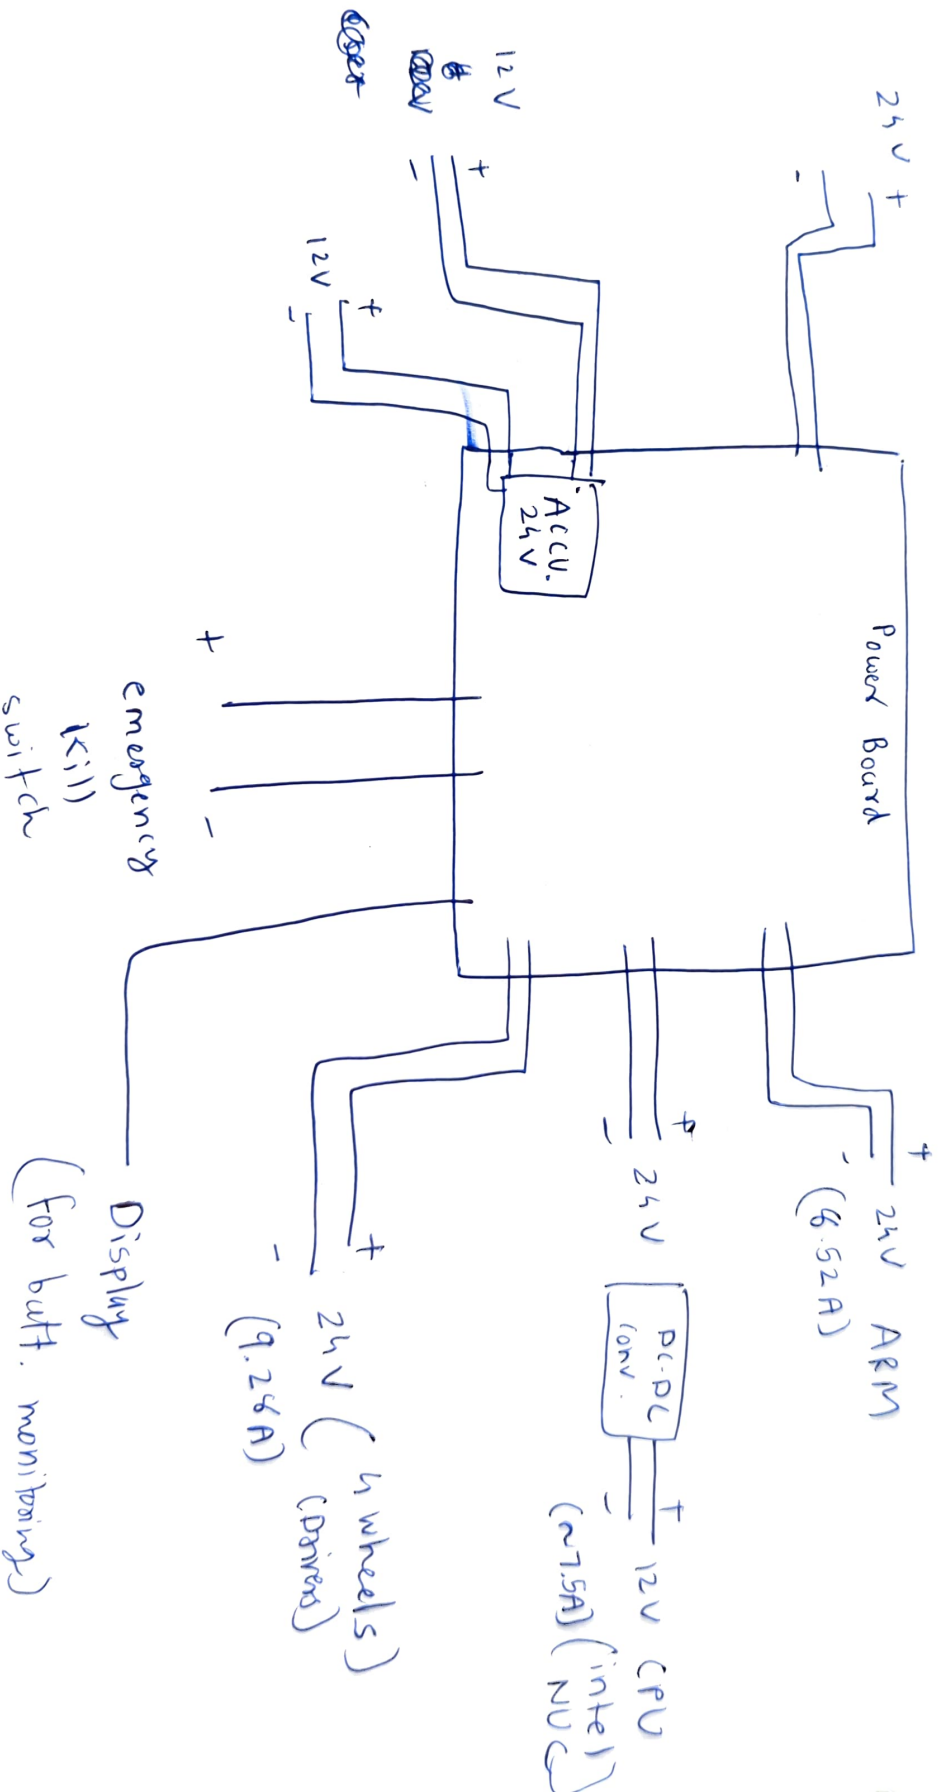 24V
+
-
12V
+
-
12V
+
-
Accu.
24V
Power Board
+
-
emergency
kill
switch
+
-
24V ARM
(6.52A)
+
-
24V
DC-DC
Conv.
+
-
12V CPU
(~7.5A) (intel
NUC)
+
-
24V (4 wheels)
(Drivers)
(9.26A)
Display
(for batt. monitoring)